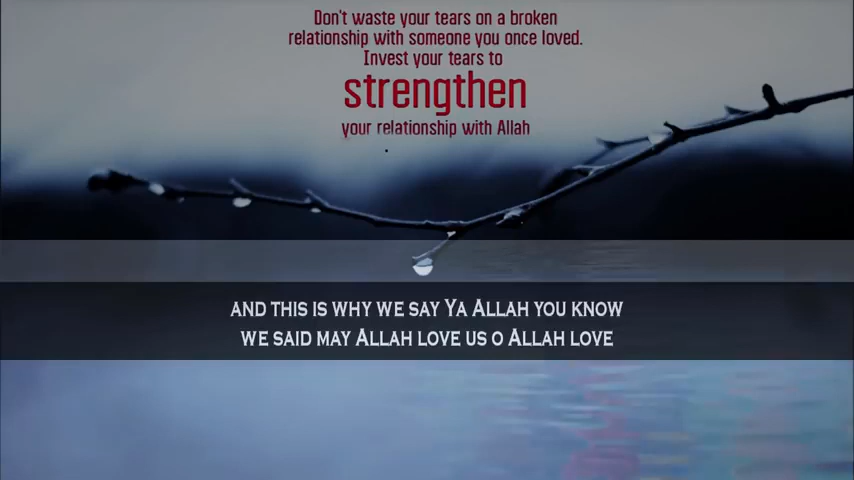 Don't waste your tears on a broken
relationship with someone you once loved.
Invest your tears to
strengthen
your relationship with Allah
AND THIS IS WHY WE SAY YA ALLAH YOU KNOW
WE SAID MAY ALLAH LOVE US O ALLAH LOVE